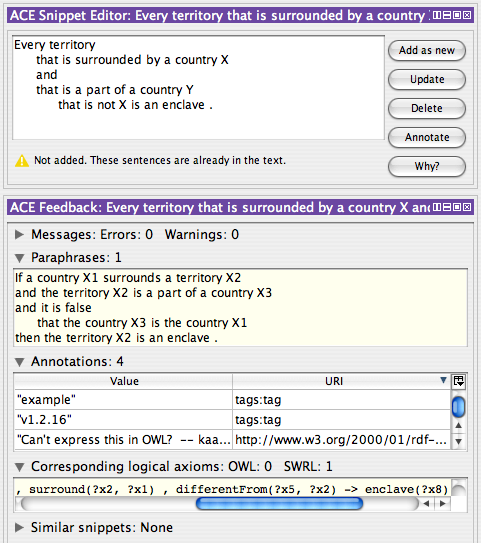 ACE Snippet Editor: Every territory that is surrounded by a country
Every territory
that is surrounded by a country X
and
that is a part of a country Y
that is not X is an enclave .
Add as new
Update
Delete
Annotate
Why?
Not added. These sentences are already in the text.
ACE Feedback: Every territory that is surrounded by a country X and
Messages: Errors: 0 Warnings: 0
Paraphrases: 1
If a country X1 surrounds a territory X2
and the territory X2 is a part of a country X3
and it is false
that the country X3 is the country X1
then the territory X2 is an enclave .
Annotations: 4
Value URI
"example" tags:tag
"v1.2.16" tags:tag
"Can't express this in OWL? -- kaa... http://www.w3.org/2000/01/rdf-...
Corresponding logical axioms: OWL: 0 SWRL: 1
, surround(?x2, ?x1) , differentFrom(?x5, ?x2) -> enclave(?x8)
Similar snippets: None